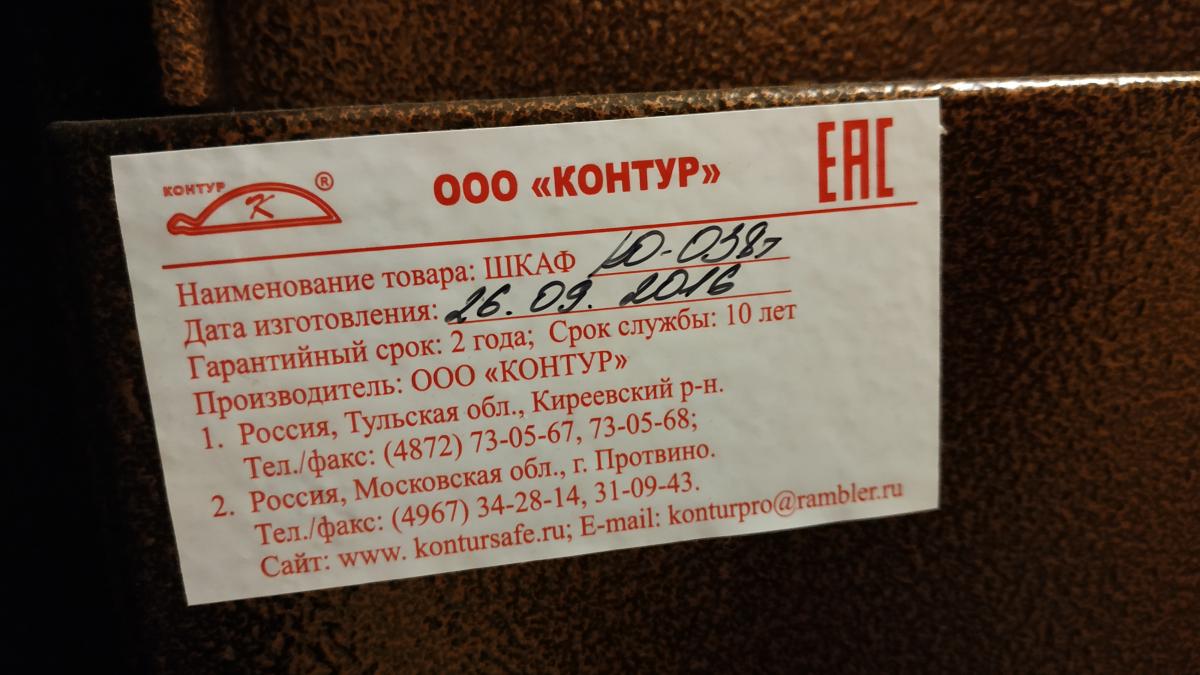 КОНТУР ®
К
ООО «КОНТУР»
EAC
Наименование товара: ШКАФ Ю-038т
Дата изготовления: 26.09.2016
Гарантийный срок: 2 года; Срок службы: 10 лет
Производитель: ООО «КОНТУР»
1. Россия, Тульская обл., Киреевский р-н.
Тел./факс: (4872) 73-05-67, 73-05-68;
2. Россия, Московская обл., г. Протвино.
Тел./факс: (4967) 34-28-14, 31-09-43.
Сайт: www. kontursafe.ru; E-mail: konturpro@rambler.ru